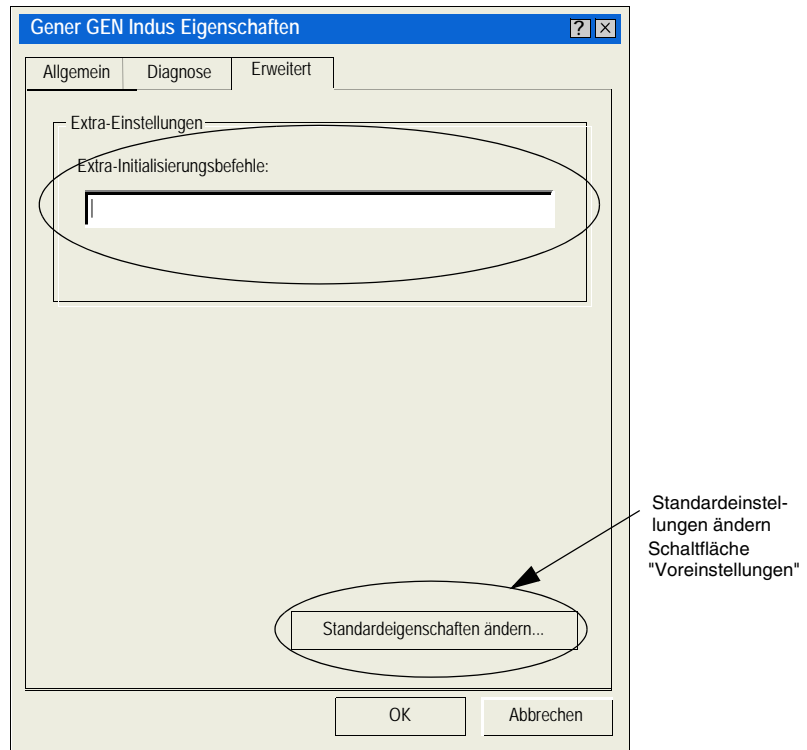 Gener GEN Indus Eigenschaften
Allgemein Diagnose Erweitert
Extra-Einstellungen
Extra-Initialisierungsbefehle:
Standardeinstel-
lungen ändern
Schaltfläche
"Voreinstellungen"
Standardeigenschaften ändern...
OK Abbrechen